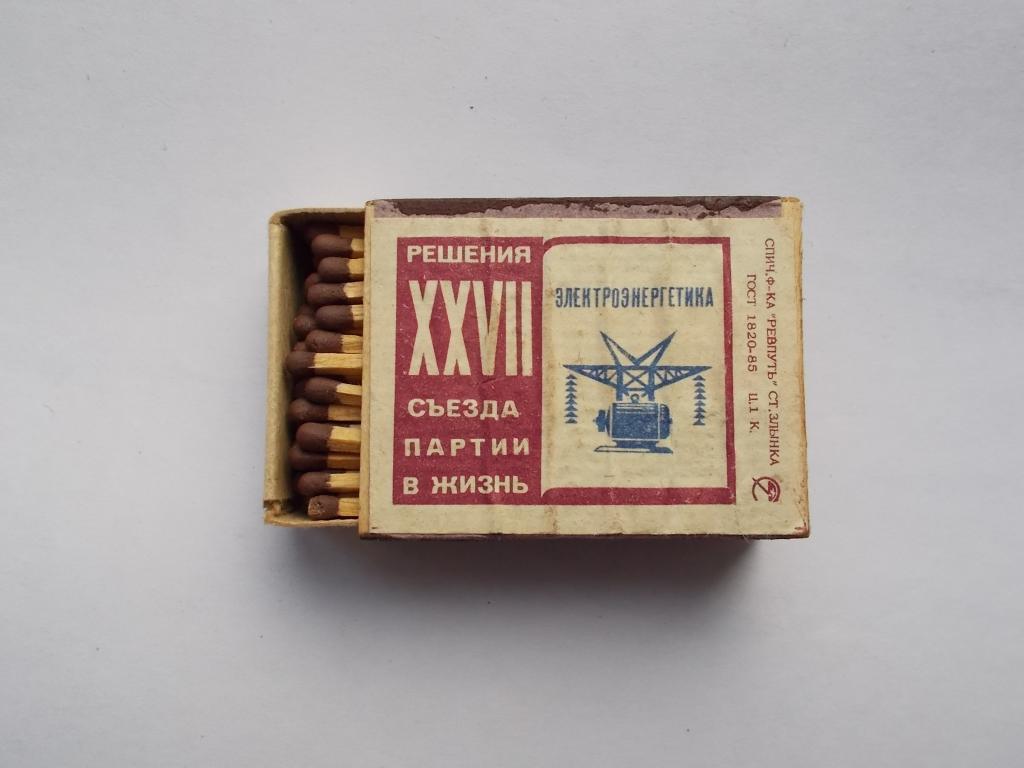 РЕШЕНИЯ
XXVII
СЪЕЗДА
ПАРТИИ
В ЖИЗНЬ
ЭЛЕКТРОЭНЕРГЕТИКА
СПИЧ.Ф-КА "РЕВПУТЬ" СТ.ЗЛЫНКА
ГОСТ 1820-85 Ц.1 К.